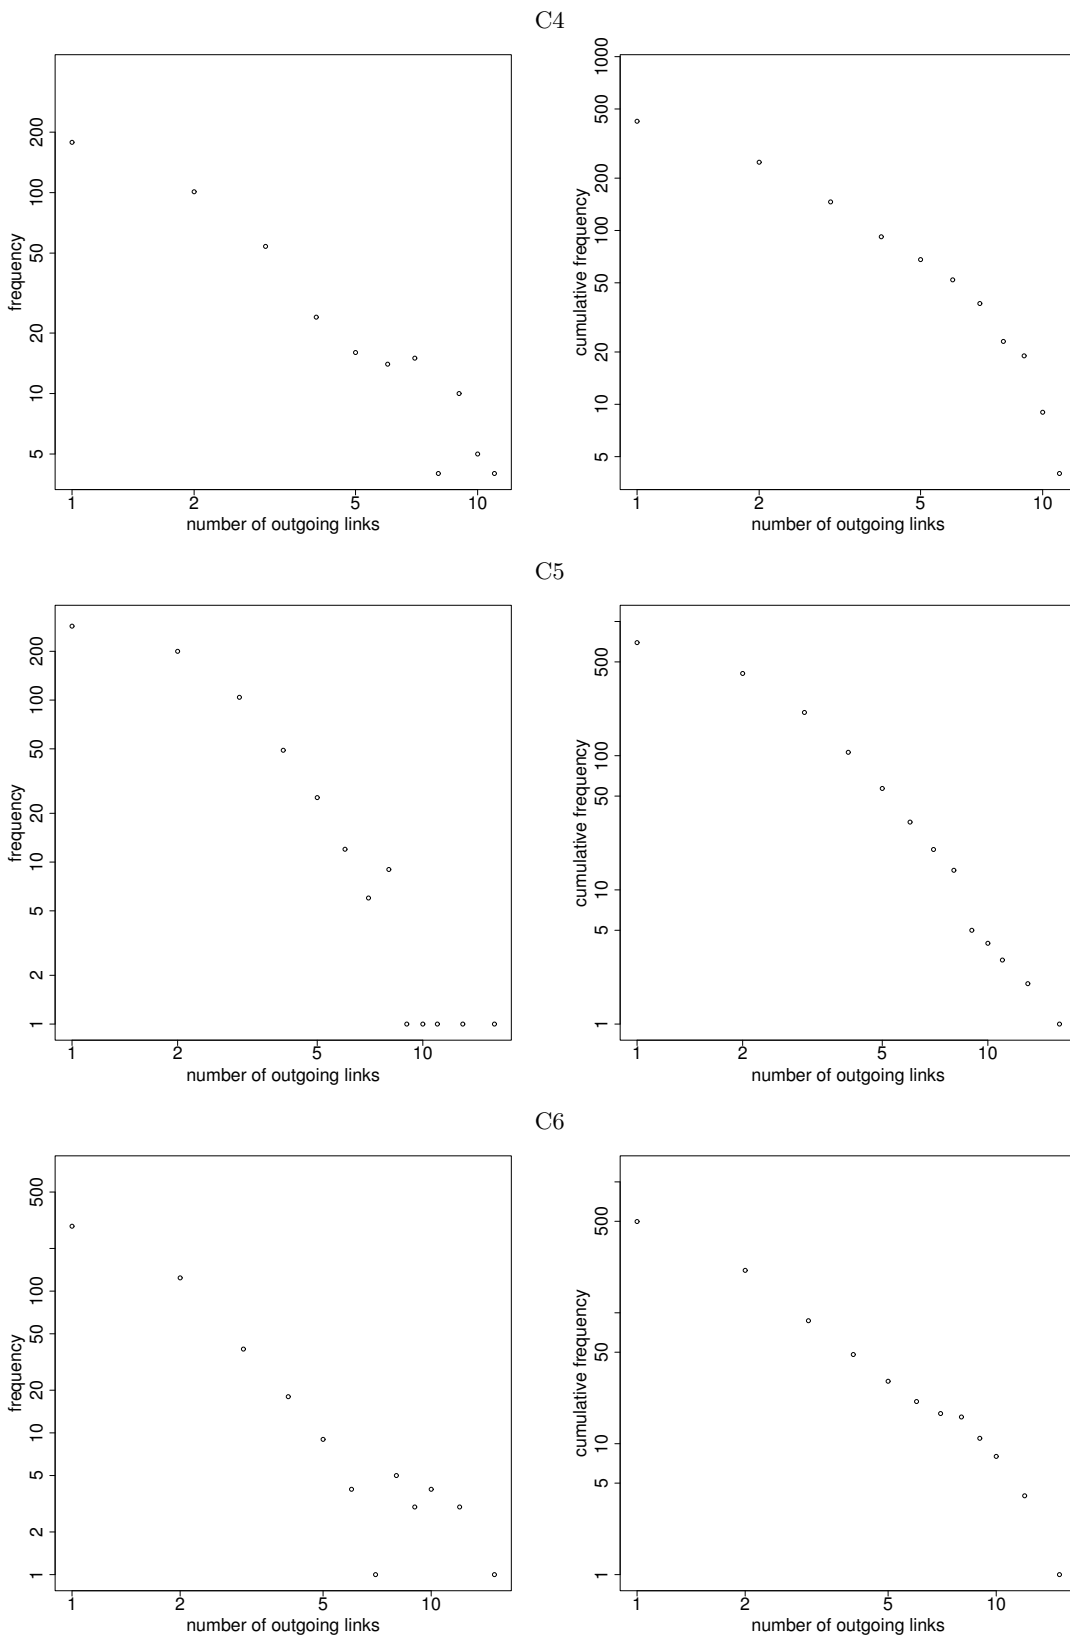 C4
frequency
5 10 20 50 100 200
1 2 5 10
number of outgoing links
cumulative frequency
5 10 20 50 100 200 500 1000
1 2 5 10
number of outgoing links
C5
frequency
1 2 5 10 20 50 100 200
1 2 5 10
number of outgoing links
cumulative frequency
1 5 10 50 100 500
1 2 5 10
number of outgoing links
C6
frequency
1 2 5 10 20 50 100 500
1 2 5 10
number of outgoing links
cumulative frequency
1 5 10 50 500
1 2 5 10
number of outgoing links